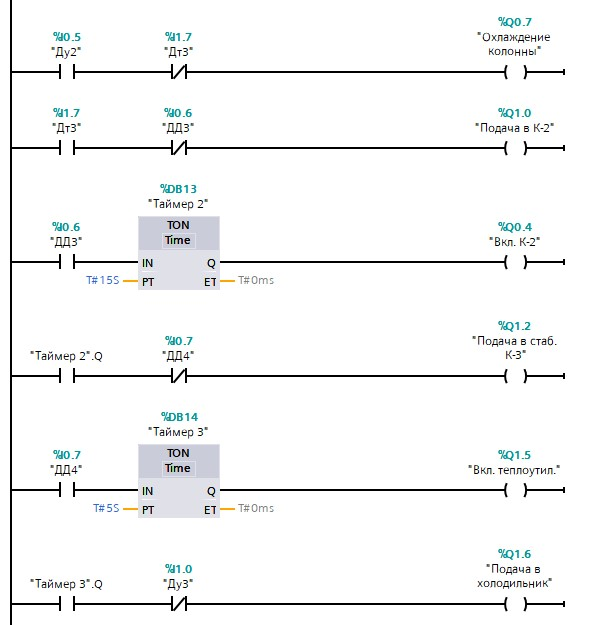 %I0.5 %I1.7 %Q0.7
"Ду2" "Дт3" "Охлаждение
колонны"
%I1.7 %I0.6 %Q1.0
"Дт3" "ДД3" "Подача в К-2"
%DB13
"Таймер 2"
%I0.6 TON %Q0.4
"ДД3" Time "Вкл. К-2"
IN Q
T#15S PT ET T#0ms
%Q1.2
%I0.7 "Подача в стаб.
"Таймер 2".Q "ДД4" К-3"
%DB14
"Таймер 3"
%I0.7 TON %Q1.5
"ДД4" Time "Вкл. теплоутил."
IN Q
T#5S PT ET T#0ms
%Q1.6
%I1.0 "Подача в
"Таймер 3".Q "Ду3" холодильник"